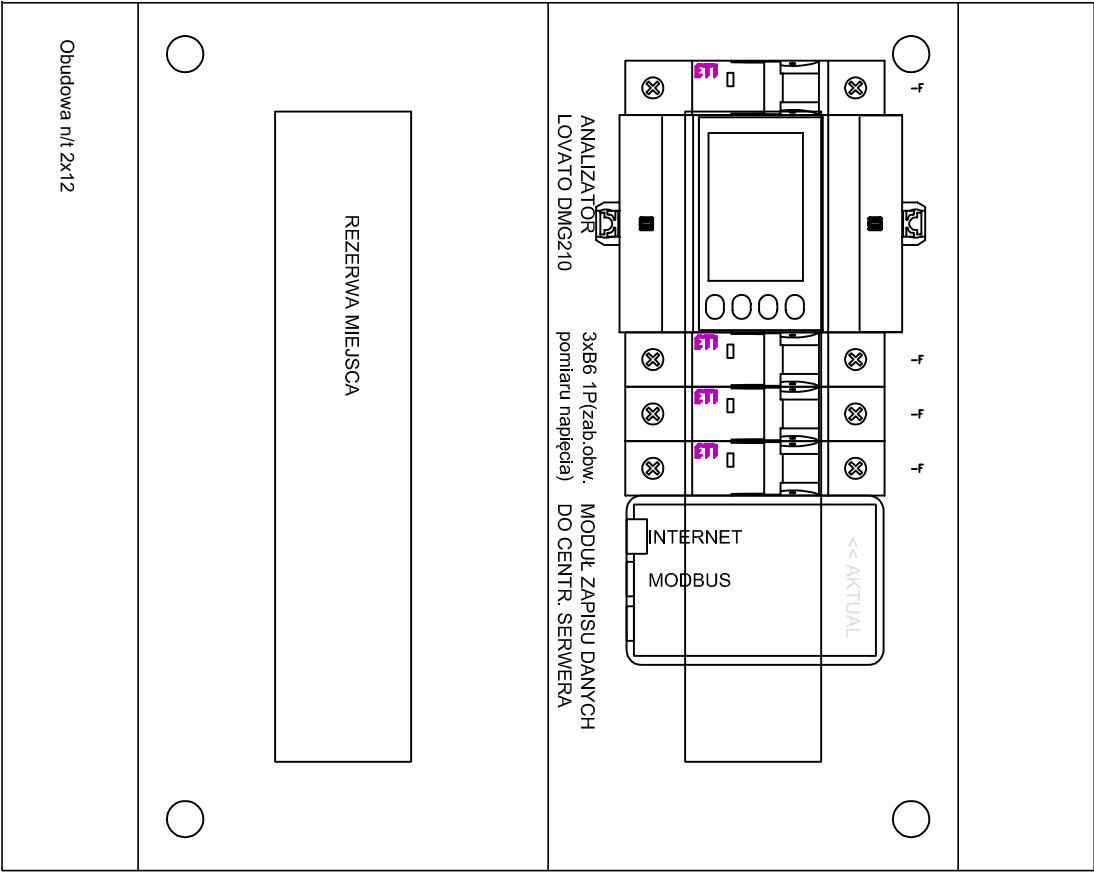 Obudowa n/t 2x12
REZERWA MIEJSCA
ANALIZATOR
LOVATO DMG210
3xB6 1P(zab.obw.
pomiaru napięcia)
MODUŁ ZAPISU DANYCH
DO CENTR. SERWERA
ETI
-F
ETI
-F
ETI
-F
ETI
-F
INTERNET
MODBUS
<< AKTUAL